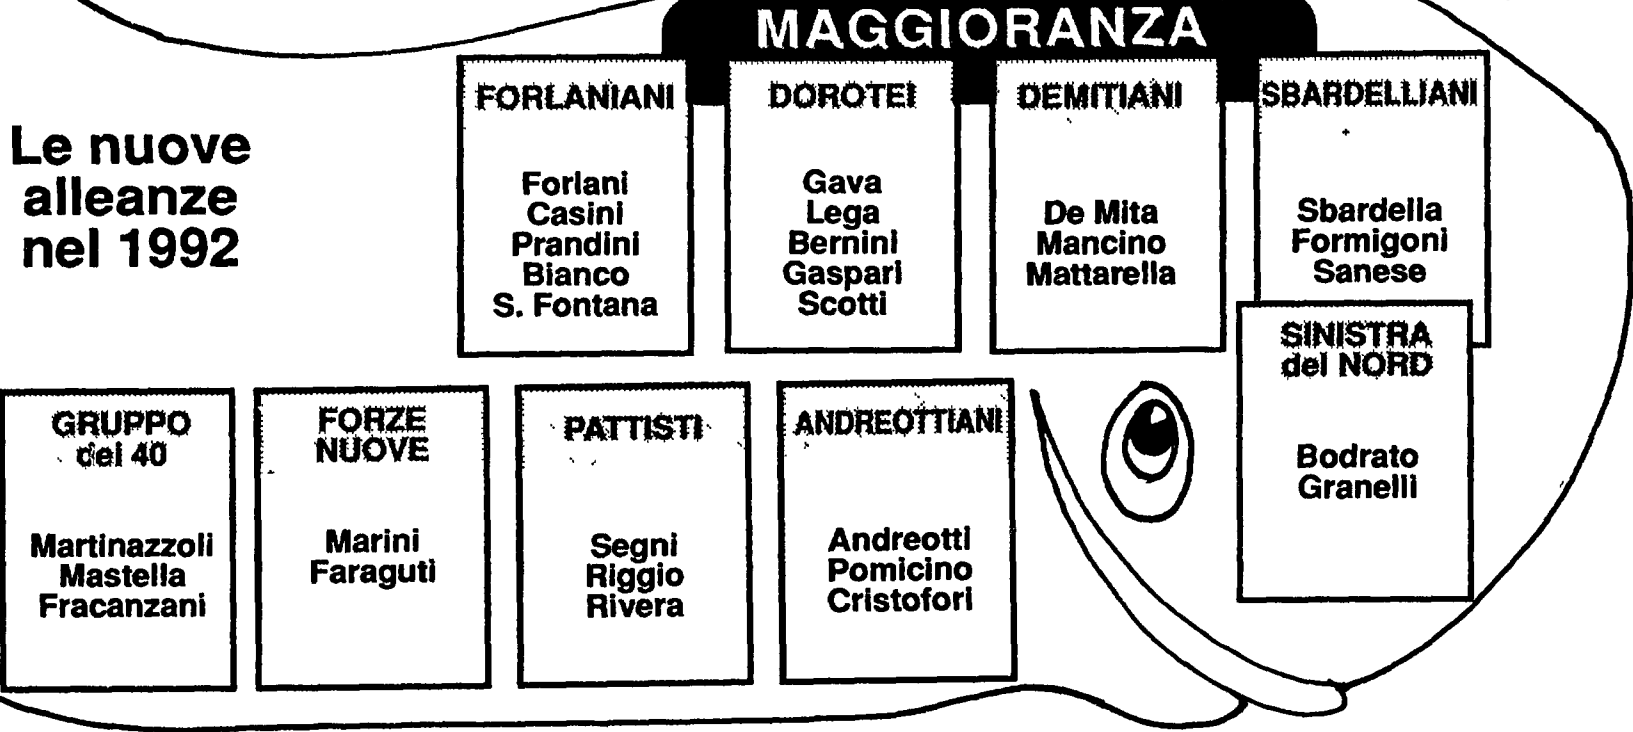 MAGGIORANZA
Le nuove
alleanze
nel 1992
FORLANIANI
Forlani
Casini
Prandini
Bianco
S. Fontana
DOROTEI
Gava
Lega
Bernini
Gaspari
Scotti
DEMITIANI
De Mita
Mancino
Mattarella
SBARDELLIANI
Sbardella
Formigoni
Sanese
SINISTRA
del NORD
Bodrato
Granelli
GRUPPO
dei 40
Martinazzoli
Mastella
Fracanzani
FORZE
NUOVE
Marini
Faraguti
PATTISTI
Segni
Riggio
Rivera
ANDREOTTIANI
Andreotti
Pomicino
Cristofori